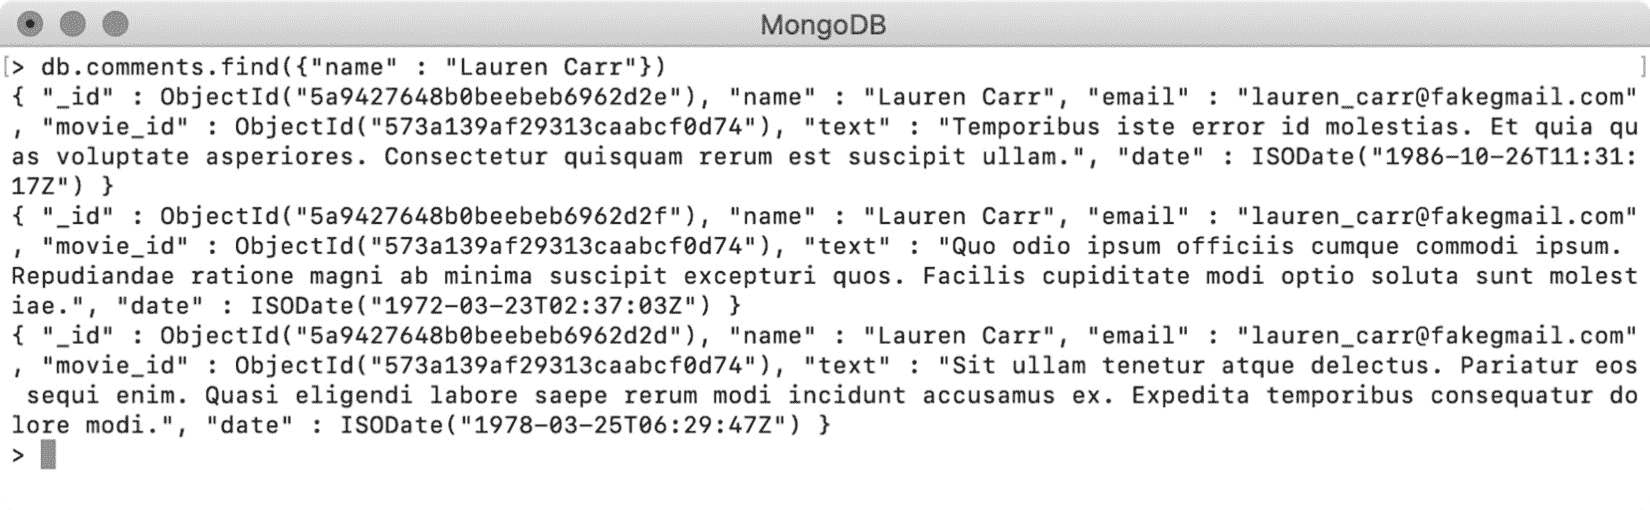 MongoDB
[> db.comments.find({"name" : "Lauren Carr"}) ]
{ "_id" : ObjectId("5a9427648b0beebeb6962d2e"), "name" : "Lauren Carr", "email" : "lauren_carr@fakegmail.com"
, "movie_id" : ObjectId("573a139af29313caabcf0d74"), "text" : "Temporibus iste error id molestias. Et quia qu
as voluptate asperiores. Consectetur quisquam rerum est suscipit ullam.", "date" : ISODate("1986-10-26T11:31:
17Z") }
{ "_id" : ObjectId("5a9427648b0beebeb6962d2f"), "name" : "Lauren Carr", "email" : "lauren_carr@fakegmail.com"
, "movie_id" : ObjectId("573a139af29313caabcf0d74"), "text" : "Quo odio ipsum officiis cumque commodi ipsum.
Repudiandae ratione magni ab minima suscipit excepturi quos. Facilis cupiditate modi optio soluta sunt molest
iae.", "date" : ISODate("1972-03-23T02:37:03Z") }
{ "_id" : ObjectId("5a9427648b0beebeb6962d2d"), "name" : "Lauren Carr", "email" : "lauren_carr@fakegmail.com"
, "movie_id" : ObjectId("573a139af29313caabcf0d74"), "text" : "Sit ullam tenetur atque delectus. Pariatur eos
 sequi enim. Quasi eligendi labore saepe rerum modi incidunt accusamus ex. Expedita temporibus consequatur do
lore modi.", "date" : ISODate("1978-03-25T06:29:47Z") }
>